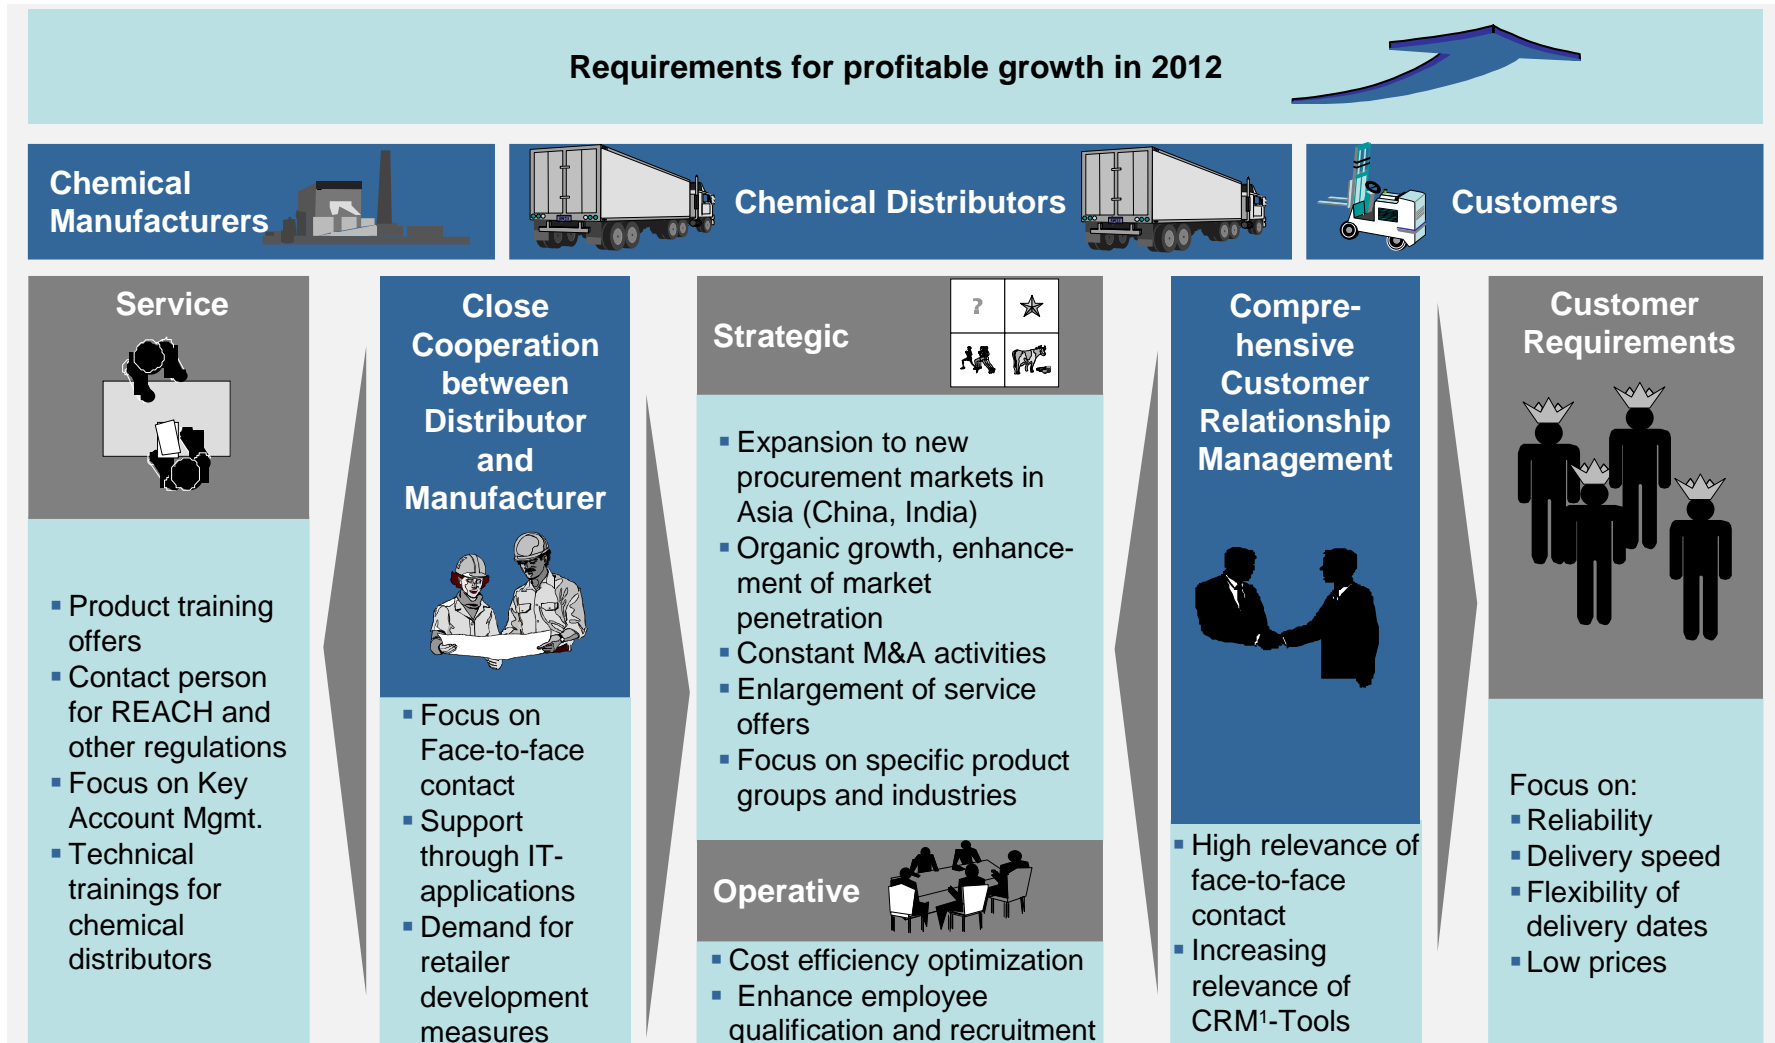 Requirements for profitable growth in 2012
Chemical
Manufacturers
Chemical Distributors
Customers
Service
▪ Product training
offers
▪ Contact person
for REACH and
other regulations
▪ Focus on Key
Account Mgmt.
▪ Technical
trainings for
chemical
distributors
Close
Cooperation
between
Distributor
and
Manufacturer
▪ Focus on
Face-to-face
contact
▪ Support
through IT-
applications
▪ Demand for
retailer
development
measures
Strategic
?
▪ Expansion to new
procurement markets in
Asia (China, India)
▪ Organic growth, enhance-
ment of market
penetration
▪ Constant M&A activities
▪ Enlargement of service
offers
▪ Focus on specific product
groups and industries
Operative
▪ Cost efficiency optimization
▪ Enhance employee
qualification and recruitment
Compre-
hensive
Customer
Relationship
Management
▪ High relevance of
face-to-face
contact
▪ Increasing
relevance of
CRM¹-Tools
Customer
Requirements
Focus on:
▪ Reliability
▪ Delivery speed
▪ Flexibility of
delivery dates
▪ Low prices